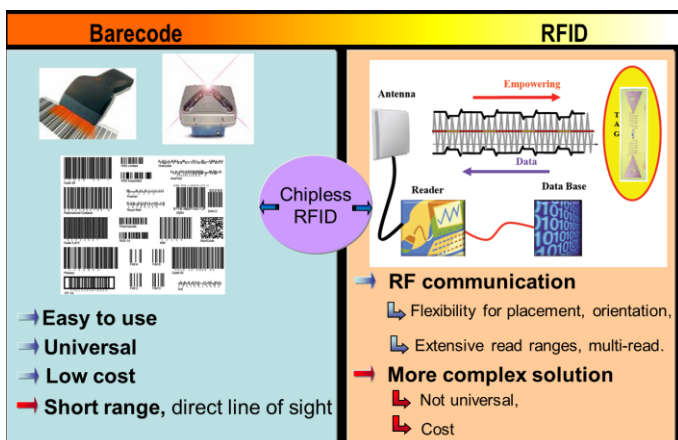 Barecode
RFID
Antenna
Empowering
TAG
Data
Reader
Data Base
Chipless
RFID
Easy to use
Universal
Low cost
Short range, direct line of sight
RF communication
Flexibility for placement, orientation,
Extensive read ranges, multi-read.
More complex solution
Not universal,
Cost